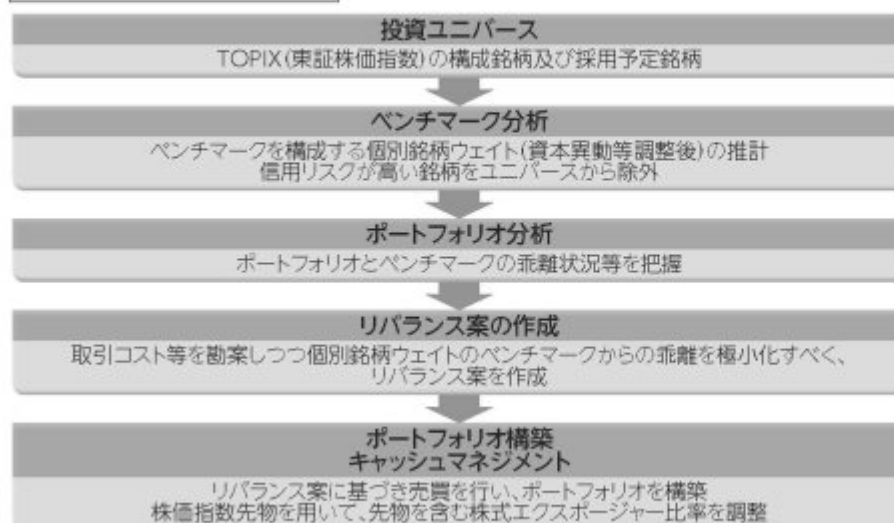 投資ユニバース
TOPIX(東証株価指数)の構成銘柄及び採用予定銘柄
ベンチマーク分析
ベンチマークを構成する個別銘柄ウェイト(資本異動等調整後)の推計
信用リスクが高い銘柄をユニバースから除外
ポートフォリオ分析
ポートフォリオとベンチマークの乖離状況等を把握
リバランス案の作成
取引コスト等を勘案しつつ個別銘柄ウェイトのベンチマークからの乖離を極小化すべく、
リバランス案を作成
ポートフォリオ構築
キャッシュマネジメント
リバランス案に基づき売買を行い、ポートフォリオを構築
株価指数先物を用いて、先物を含む株式エクスポージャー比率を調整